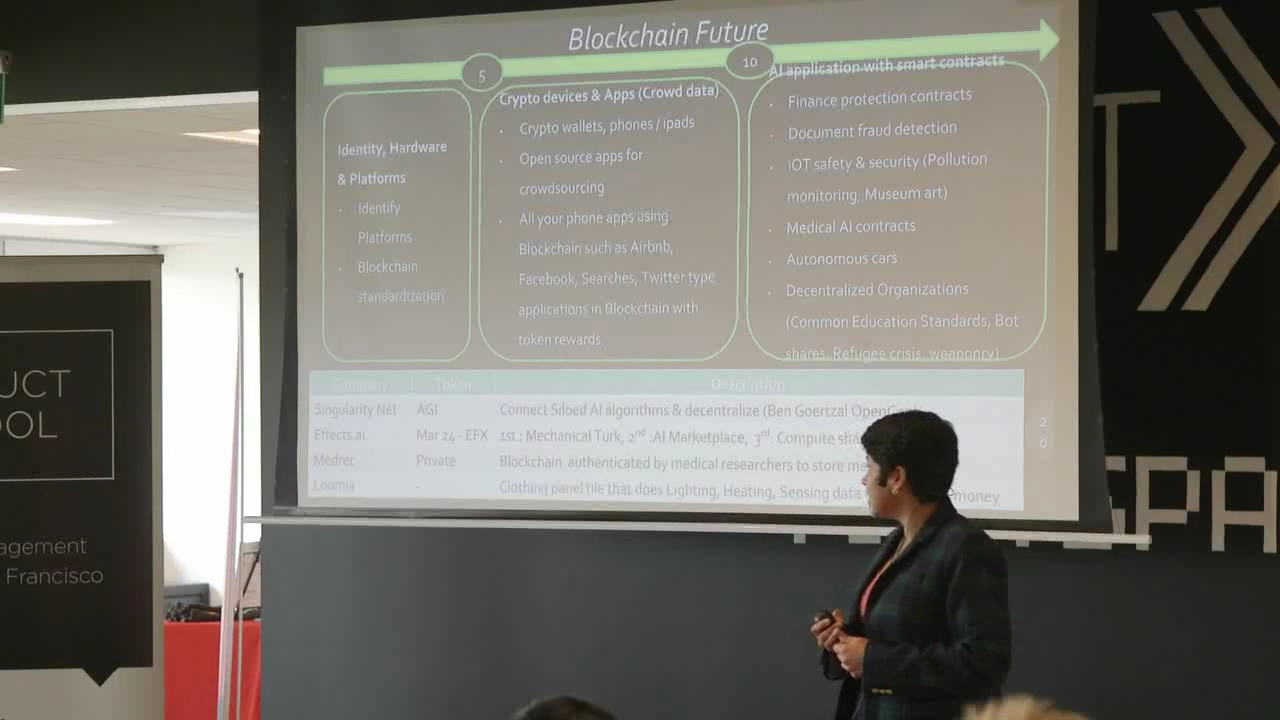 Blockchain Future
5
10
Identity, Hardware
& Platforms
• Identify
Platforms
• Blockchain
standardization
Crypto devices & Apps (Crowd data)
• Crypto wallets, phones / ipads
• Open source apps for
crowdsourcing
• All your phone apps using
Blockchain such as Airbnb,
Facebook, Searches, Twitter type
applications in Blockchain with
token rewards
AI application with smart contracts
• Finance protection contracts
• Document fraud detection
• IOT safety & security (Pollution
monitoring, Museum art)
• Medical AI contracts
• Autonomous cars
• Decentralized Organizations
(Common Education Standards, Bot
shares, Refugee crisis, weaponry)
Company Token Description
Singularity Net AGI Connect Siloed AI algorithms & decentralize (Ben Goertzal
Effects.ai Mar 24 - EFX 1st : Mechanical Turk, 2nd :AI Marketplace, 3rd: Compute
Medrec Private Blockchain authenticated by medical researchers to store
Loomia - Clothing panel tile that does Lighting, Heating, Sensing data money
20
UCT
OOL
agement
Francisco
T
SPA